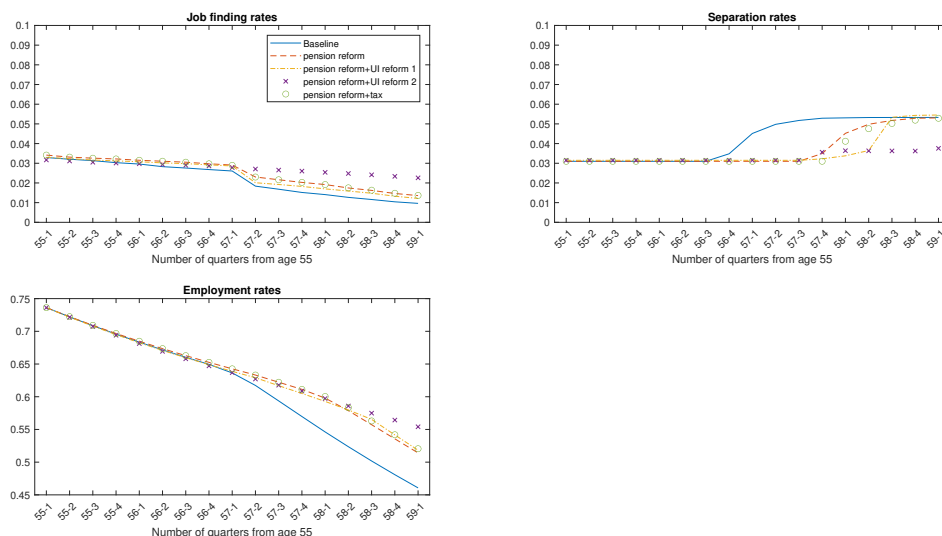 Job finding rates
0.1
0.09
0.08
0.07
0.06
0.05
0.04
0.03
0.02
0.01
0
Baseline
pension reform
pension reform+UI reform 1
pension reform+UI reform 2
pension reform+tax
55-1 55-2 55-3 55-4 56-1 56-2 56-3 56-4 57-1 57-2 57-3 57-4 58-1 58-2 58-3 58-4 59-1
Number of quarters from age 55
Separation rates
0.1
0.09
0.08
0.07
0.06
0.05
0.04
0.03
0.02
0.01
0
55-1 55-2 55-3 55-4 56-1 56-2 56-3 56-4 57-1 57-2 57-3 57-4 58-1 58-2 58-3 58-4 59-1
Number of quarters from age 55
Employment rates
0.75
0.7
0.65
0.6
0.55
0.5
0.45
55-1 55-2 55-3 55-4 56-1 56-2 56-3 56-4 57-1 57-2 57-3 57-4 58-1 58-2 58-3 58-4 59-1
Number of quarters from age 55